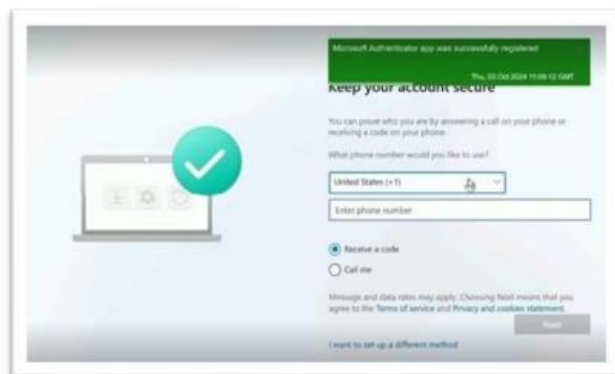 Microsoft Authenticator app was successfully registered
Thu, 03 Oct 2024 11:08:12 GMT
Keep your account secure
You can prove who you are by answering a call on your phone or
receiving a code on your phone.
What phone number would you like to use?
United States (+1)
Enter phone number
Receive a code
Call me
Message and data rates may apply. Choosing Next means that you
agree to the Terms of service and Privacy and cookies statement.
Next
I want to set up a different method